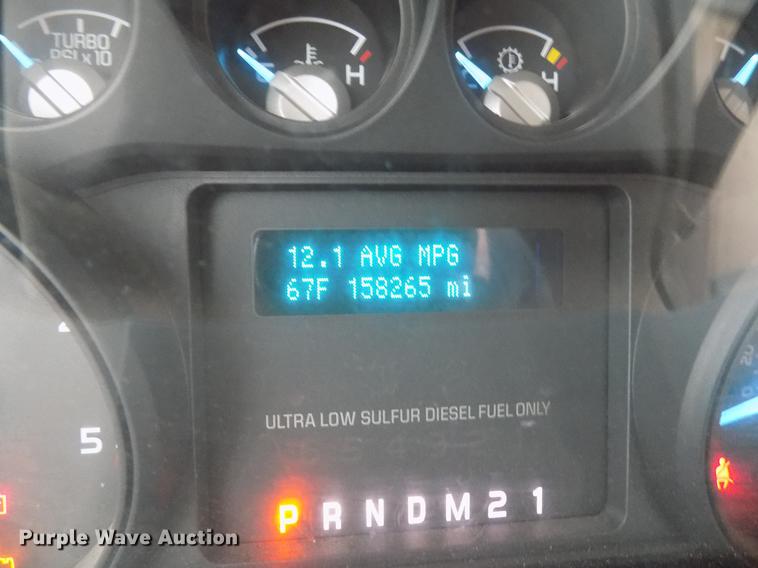 TURBO
PSI x 10
H
H
12.1 AVG MPG
67F 158265 mi
ULTRA LOW SULFUR DIESEL FUEL ONLY
5
P R N D M 2 1
Purple Wave Auction